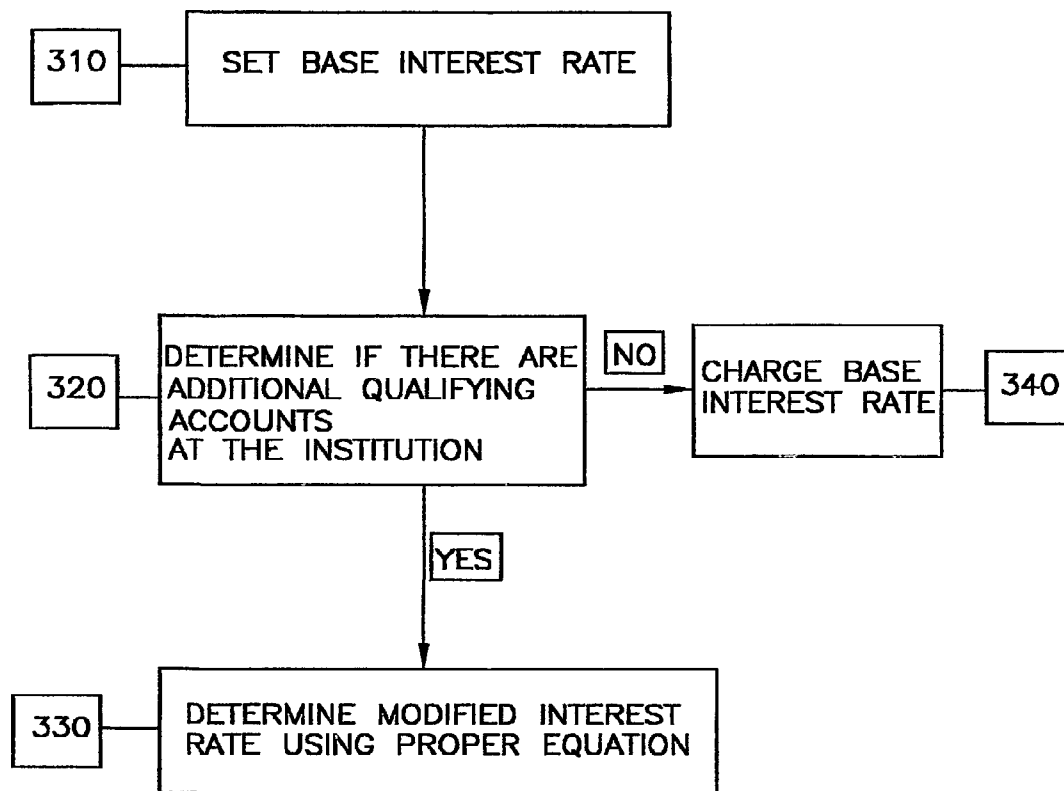 310
SET BASE INTEREST RATE
320
DETERMINE IF THERE ARE
ADDITIONAL QUALIFYING
ACCOUNTS
AT THE INSTITUTION
NO
CHARGE BASE
INTEREST RATE
340
YES
330
DETERMINE MODIFIED INTEREST
RATE USING PROPER EQUATION